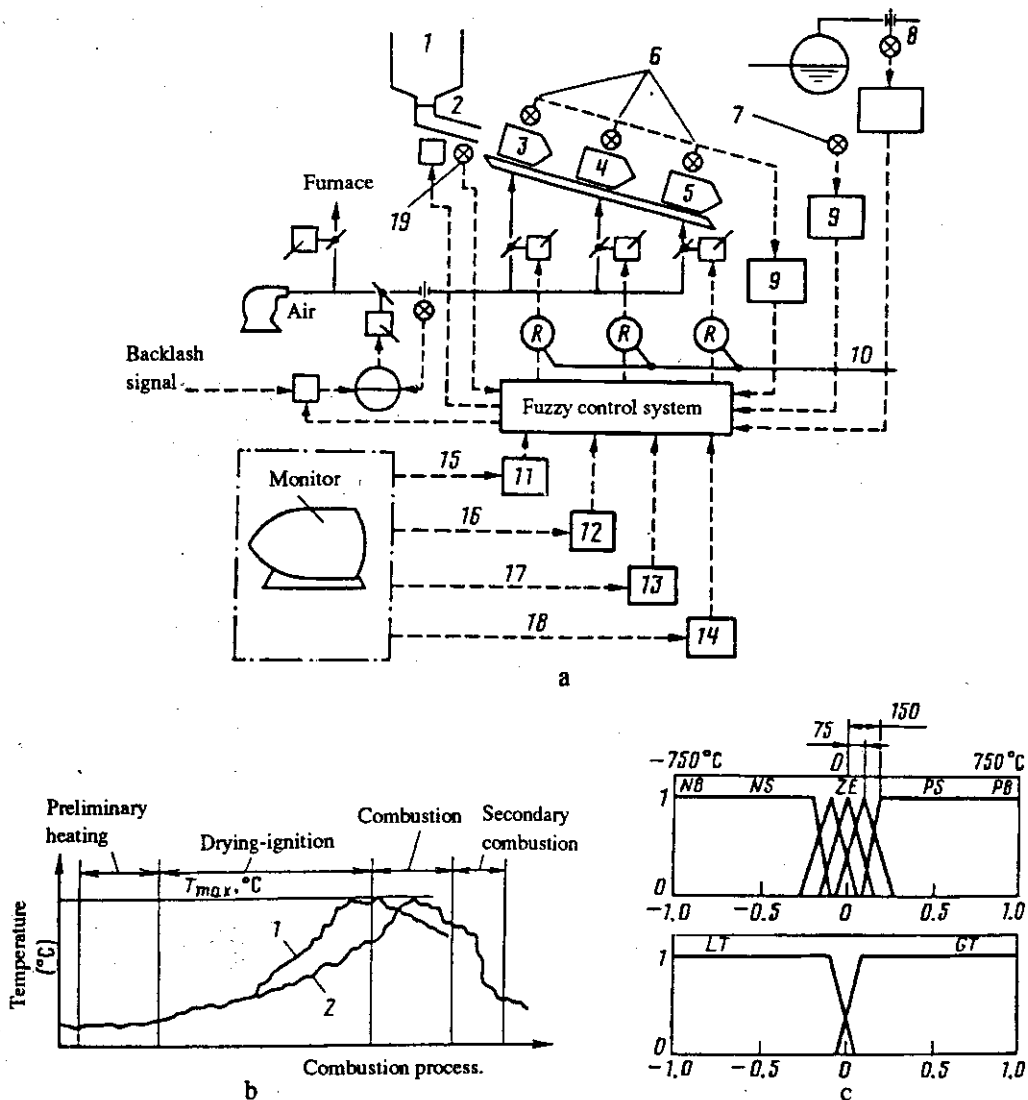 1
2
6
8
3
4
5
7
19
Furnace
9
9
Air
R
R
R
10
Backlash
signal
Fuzzy control system
15
11
Monitor
16
12
17
13
18
14
a
Preliminary
heating
Drying-ignition
Combustion
Secondary
combustion
Tmax, °C
1
2
Temperature
(°C)
Combustion process.
b
150
75
-750°C
0
750°C
NB
NS
ZE
PS
PB
1
0
-1.0
-0.5
0
0.5
1.0
LT
GT
1
0
-1.0
-0.5
0
0.5
1.0
c